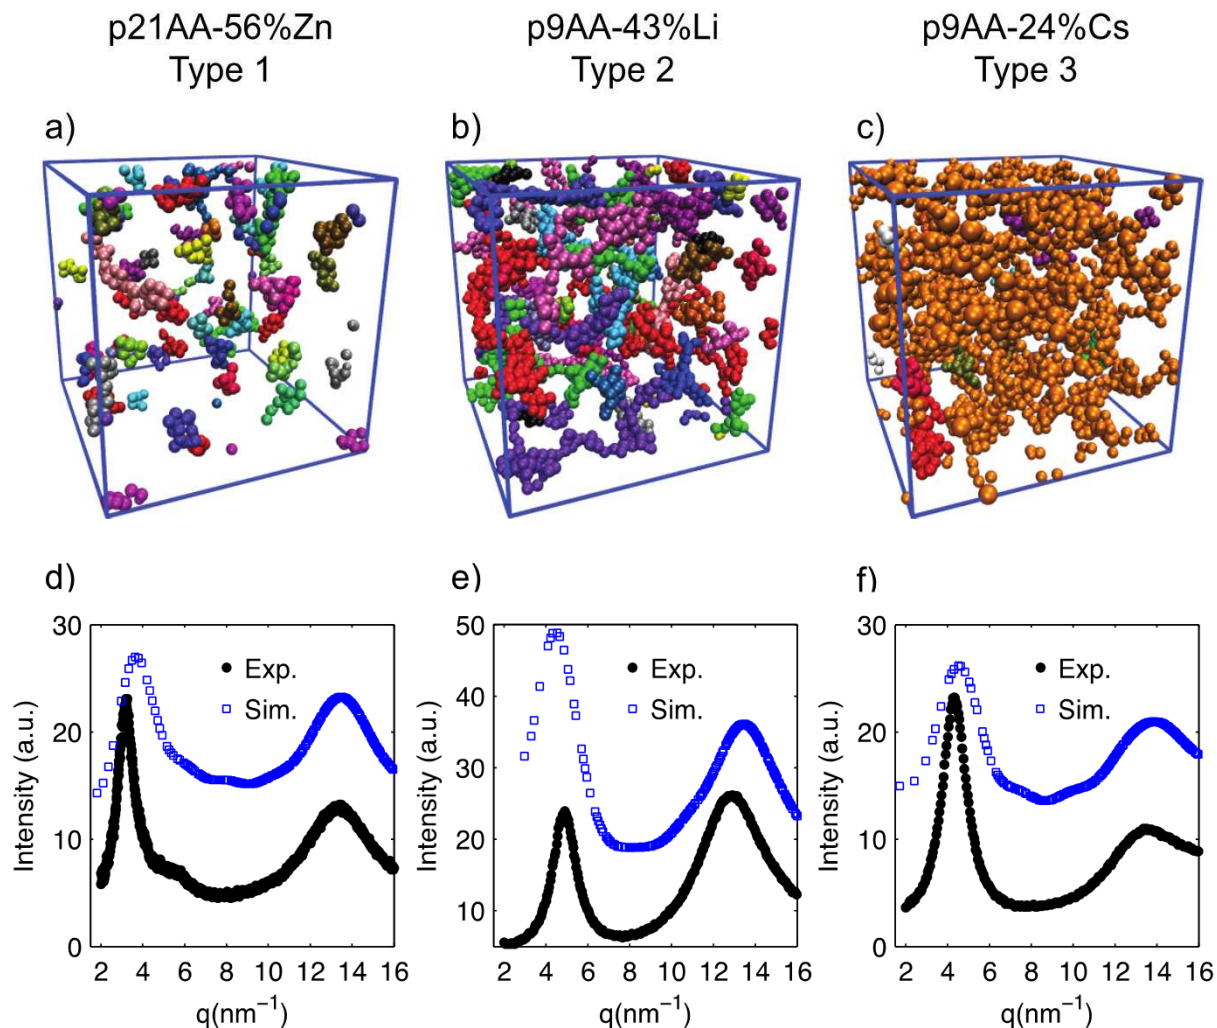 p21AA-56%Zn
Type 1
p9AA-43%Li
Type 2
p9AA-24%Cs
Type 3
a)
b)
c)
d)
30
20
10
0
Intensity (a.u.)
Exp.
Sim.
2 4 6 8 10 12 14 16
q(nm⁻¹)
e)
50
40
30
20
10
Intensity (a.u.)
Exp.
Sim.
2 4 6 8 10 12 14 16
q(nm⁻¹)
f)
30
20
10
0
Intensity (a.u.)
Exp.
Sim.
2 4 6 8 10 12 14 16
q(nm⁻¹)